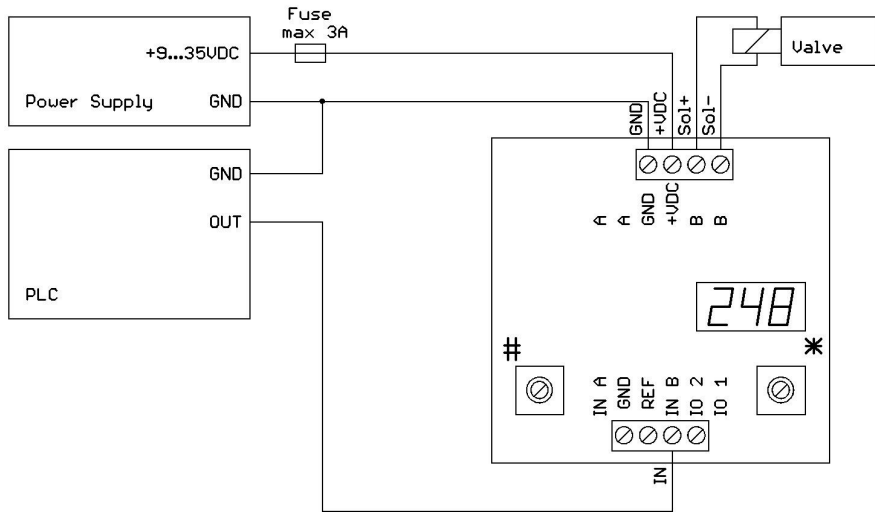 Fuse
max 3A
+9...35VDC
Power Supply
GND
Valve
GND
+VDC
Sol+
Sol-
GND
OUT
PLC
A
A
GND
+VDC
B
B
248
#
*
IN A
GND
REF
IN B
IO 2
IO 1
IN